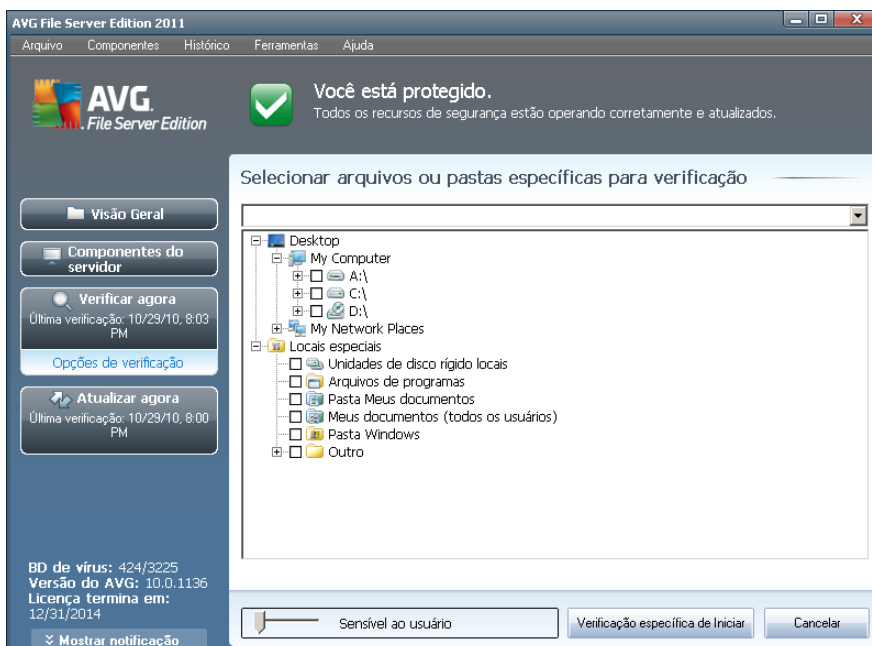 AVG File Server Edition 2011
Arquivo Componentes Histórico Ferramentas Ajuda
AVG.
File Server Edition
Você está protegido.
Todos os recursos de segurança estão operando corretamente e atualizados.
Visão Geral
Componentes do
servidor
Verificar agora
Última verificação: 10/29/10, 8:03
PM
Opções de verificação
Atualizar agora
Última verificação: 10/29/10, 8:00
PM
BD de vírus: 424/3225
Versão do AVG: 10.0.1136
Licença termina em:
12/31/2014
Mostrar notificação
Selecionar arquivos ou pastas específicas para verificação
Desktop
My Computer
A:\
C:\
D:\
My Network Places
Locais especiais
Unidades de disco rígido locais
Arquivos de programas
Pasta Meus documentos
Meus documentos (todos os usuários)
Pasta Windows
Outro
Sensível ao usuário
Verificação específica de Iniciar
Cancelar